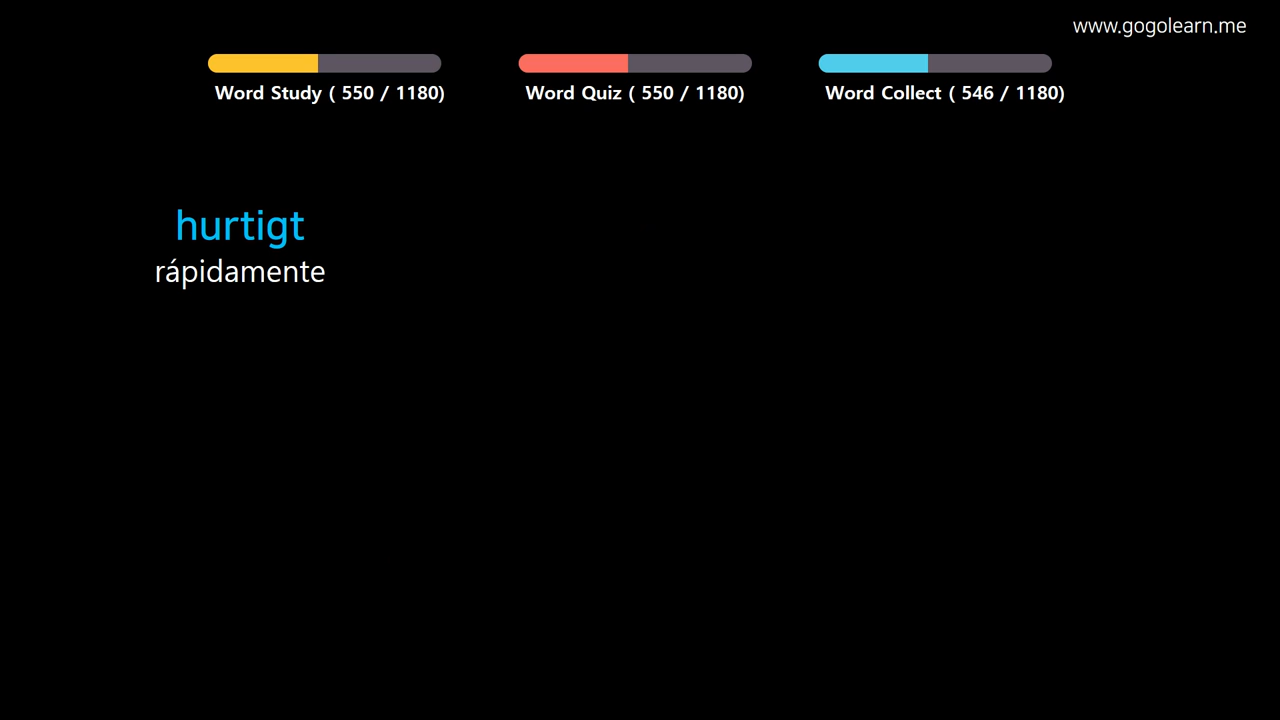 www.gogolearn.me
Word Study ( 550 / 1180)
Word Quiz ( 550 / 1180)
Word Collect ( 546 / 1180)
hurtigt
rápidamente